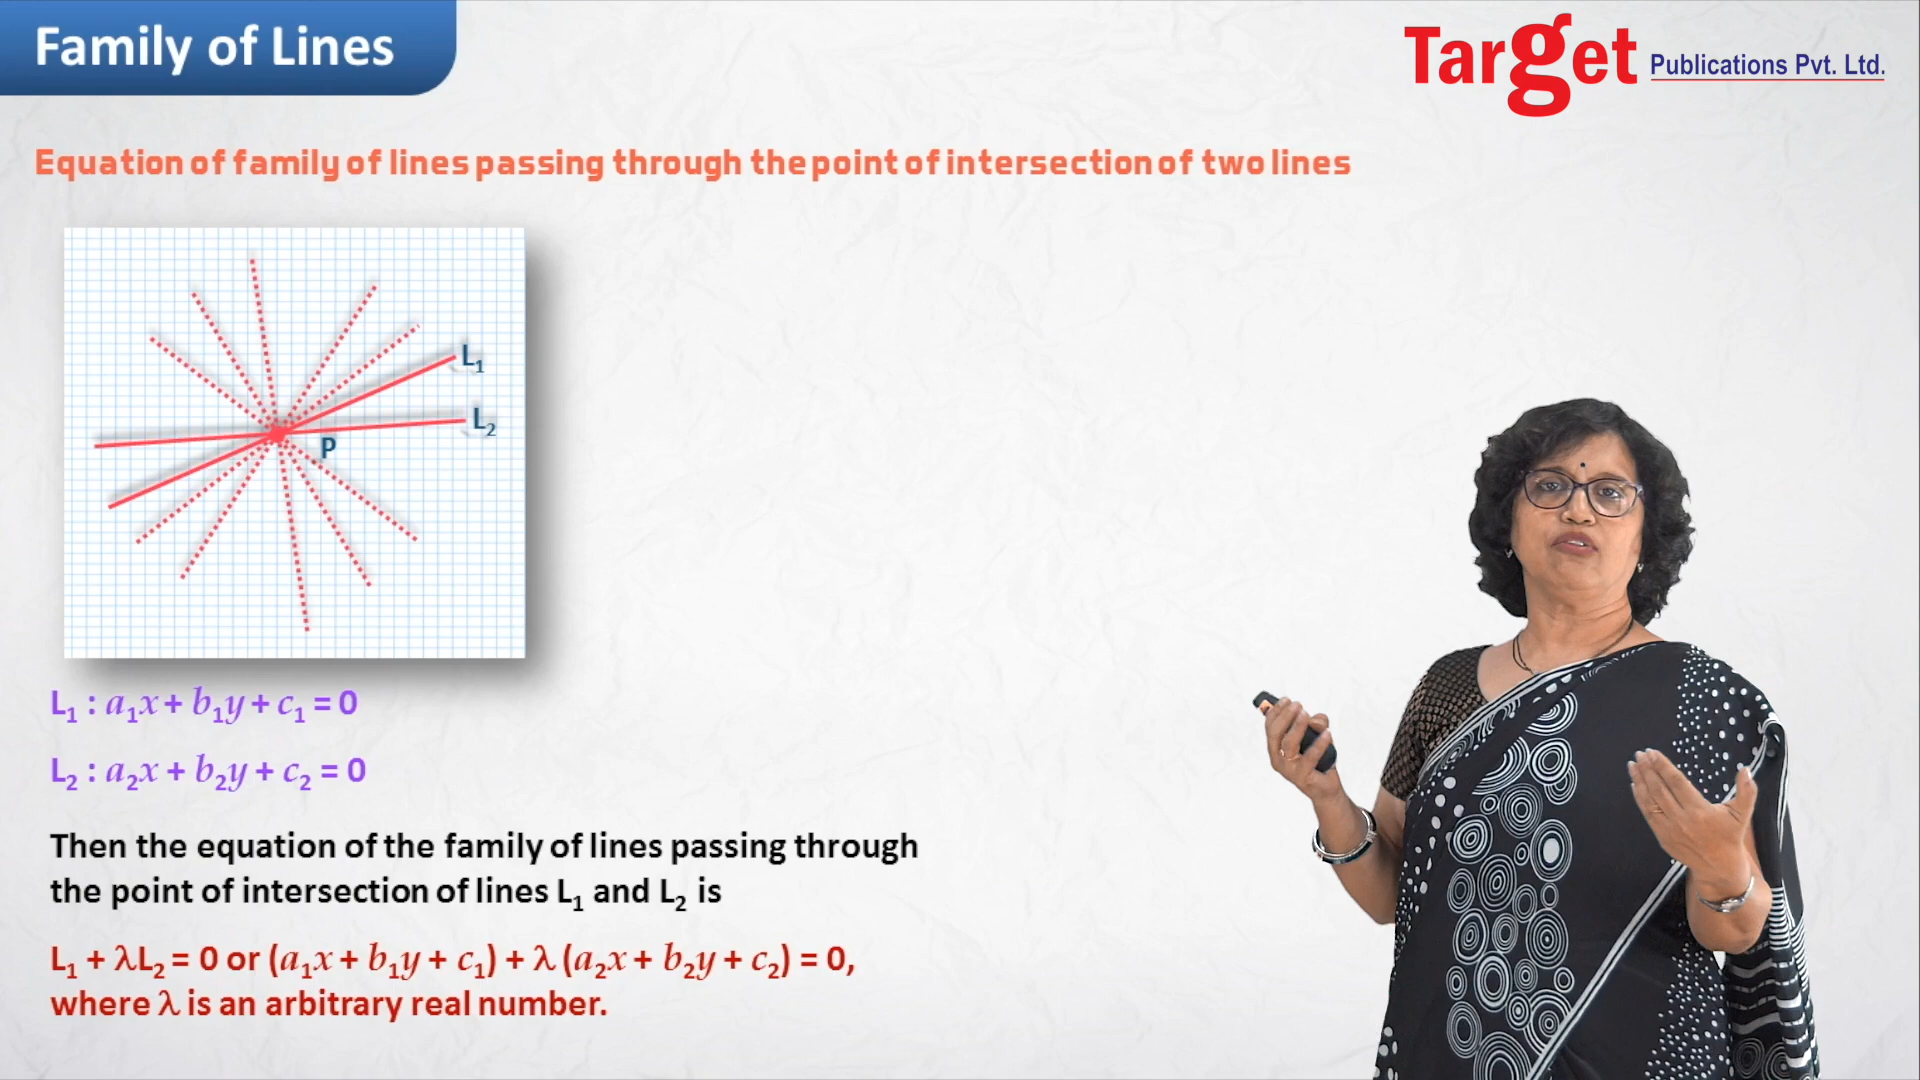 Family of Lines
Target Publications Pvt. Ltd.
Equation of family of lines passing through the point of intersection of two lines
L₁
L₂
P
L₁ : a₁x + b₁y + c₁ = 0
L₂ : a₂x + b₂y + c₂ = 0
Then the equation of the family of lines passing through
the point of intersection of lines L₁ and L₂ is
L₁ + λL₂ = 0 or (a₁x + b₁y + c₁) + λ (a₂x + b₂y + c₂) = 0,
where λ is an arbitrary real number.